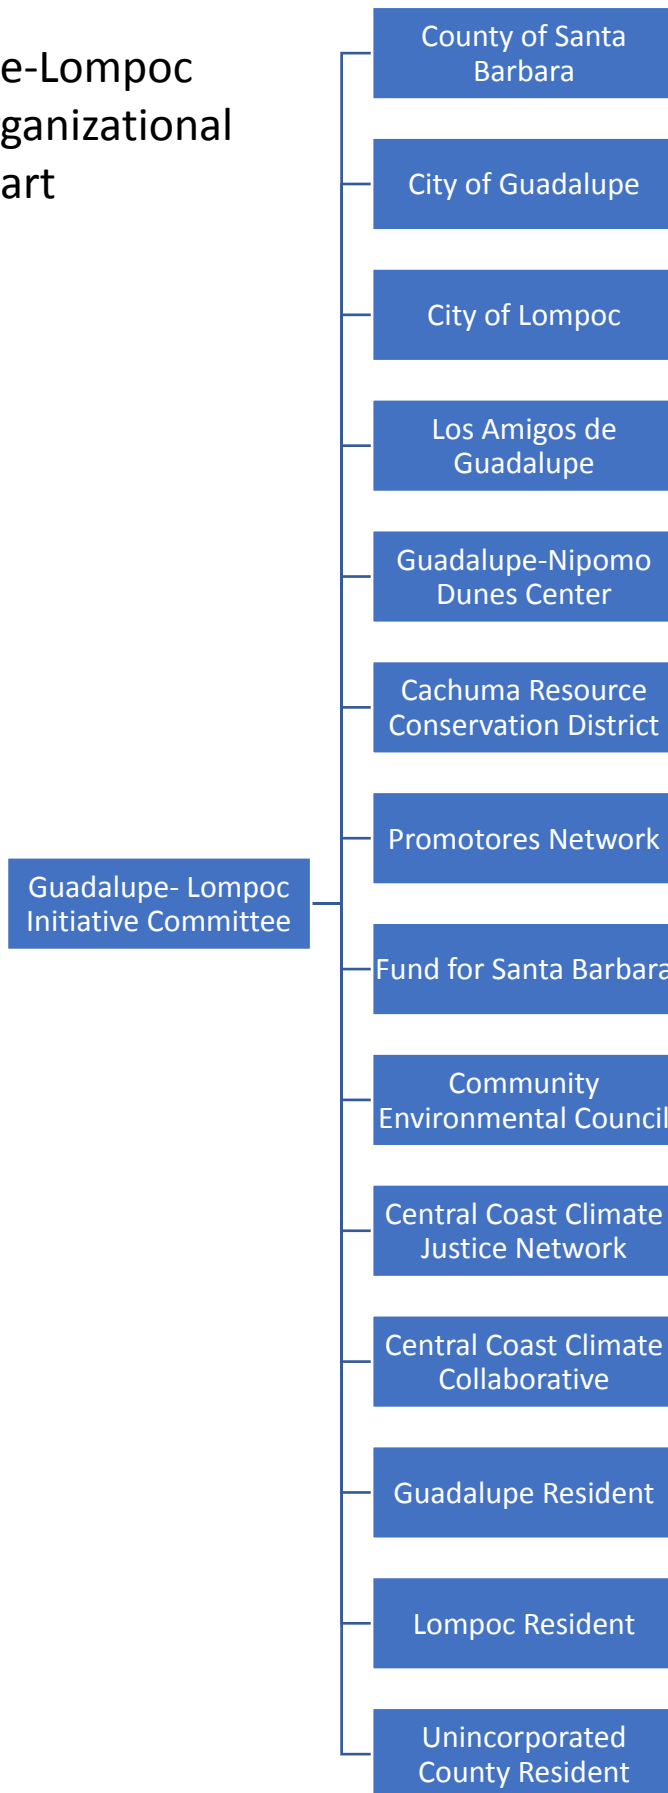 e-Lompoc
ganizational
art
County of Santa
Barbara
City of Guadalupe
City of Lompoc
Los Amigos de
Guadalupe
Guadalupe-Nipomo
Dunes Center
Cachuma Resource
Conservation District
Promotores Network
Guadalupe- Lompoc
Initiative Committee
Fund for Santa Barbara
Community
Environmental Council
Central Coast Climate
Justice Network
Central Coast Climate
Collaborative
Guadalupe Resident
Lompoc Resident
Unincorporated
County Resident